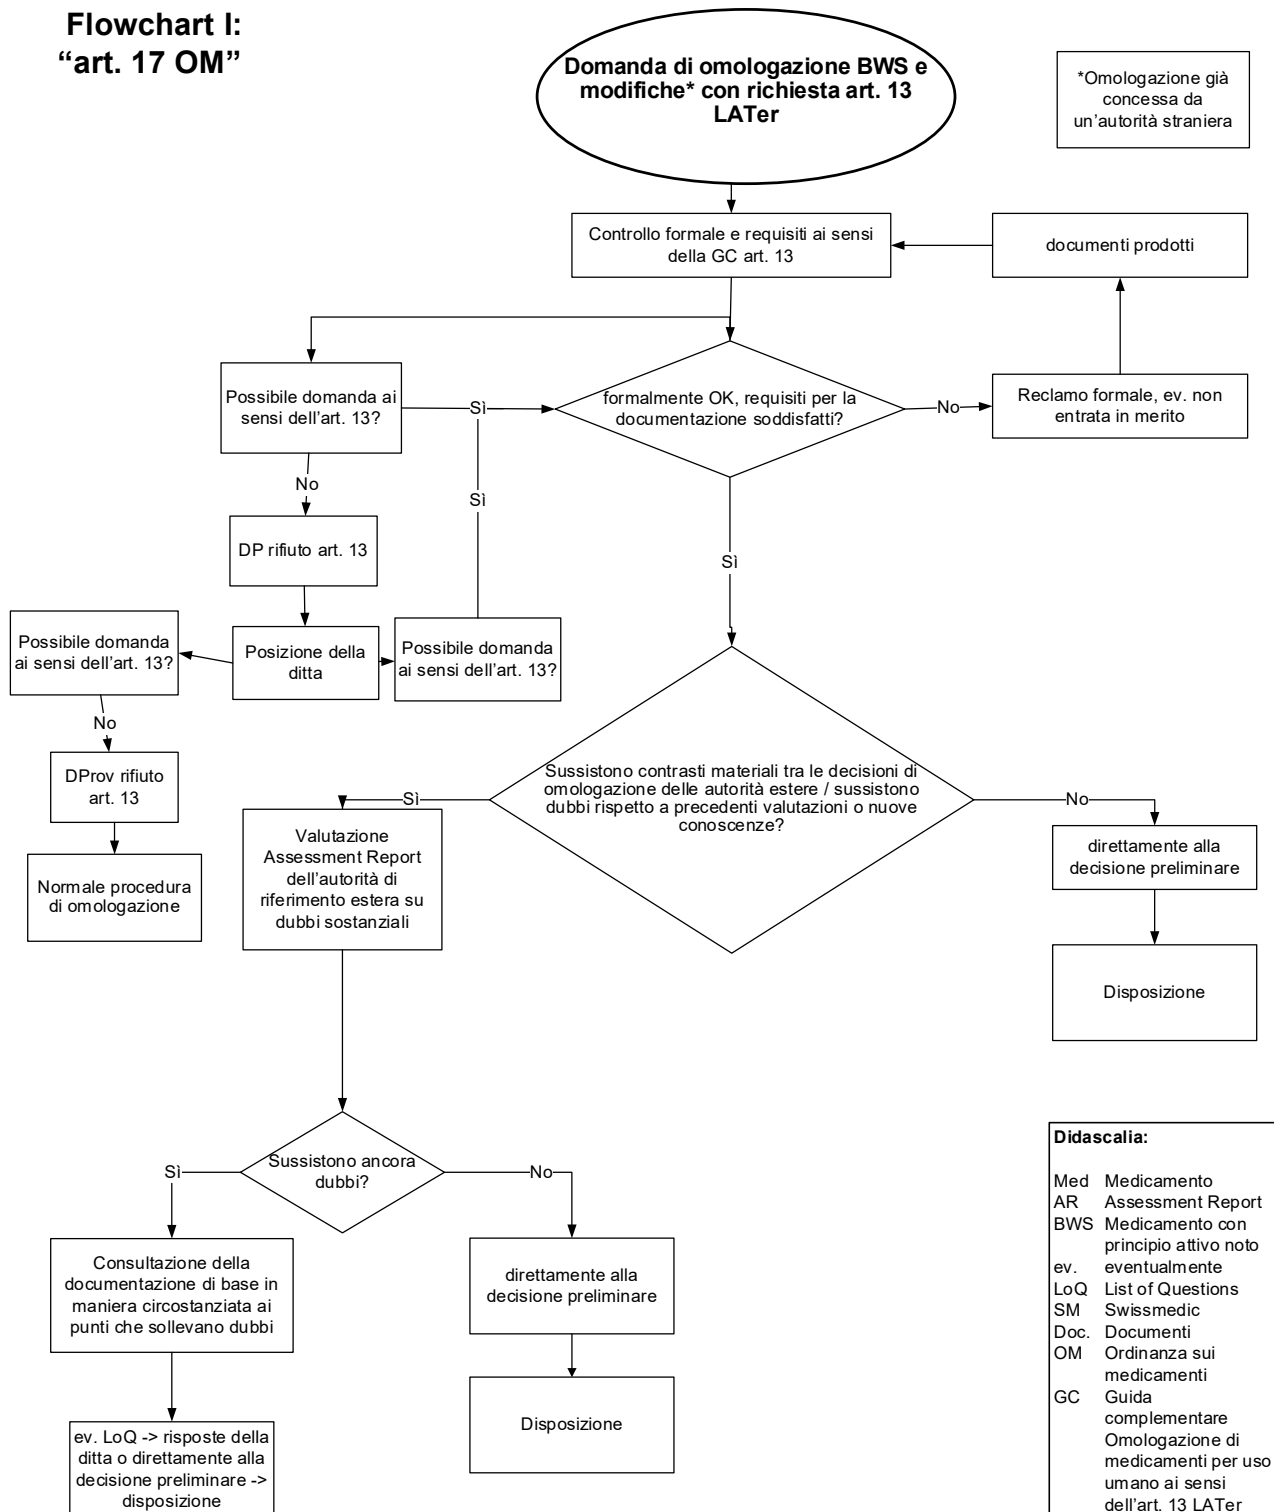 Flowchart I:
“art. 17 OM”
Domanda di omologazione BWS e
modifiche* con richiesta art. 13
LATer
*Omologazione già
concessa da
un’autorità straniera
Controllo formale e requisiti ai sensi
della GC art. 13
documenti prodotti
Possibile domanda ai
sensi dell’art. 13?
Sì
formalmente OK, requisiti per la
documentazione soddisfatti?
No
Reclamo formale, ev. non
entrata in merito
No
Sì
DP rifiuto art. 13
Sì
Possibile domanda
ai sensi dell’art. 13?
Posizione della
ditta
Possibile domanda
ai sensi dell’art. 13?
No
DProv rifiuto
art. 13
Normale procedura
di omologazione
Sussistono contrasti materiali tra le decisioni di
omologazione delle autorità estere / sussistono
dubbi rispetto a precedenti valutazioni o nuove
conoscenze?
Sì
No
Valutazione
Assessment Report
dell’autorità di
riferimento estera su
dubbi sostanziali
direttamente alla
decisione preliminare
Disposizione
Sussistono ancora
dubbi?
Sì
No
Consultazione della
documentazione di base in
maniera circostanziata ai
punti che sollevano dubbi
direttamente alla
decisione preliminare
ev. LoQ -> risposte della
ditta o direttamente alla
decisione preliminare ->
disposizione
Disposizione
Didascalia:
Med Medicamento
AR Assessment Report
BWS Medicamento con
principio attivo noto
ev. eventualmente
LoQ List of Questions
SM Swissmedic
Doc. Documenti
OM Ordinanza sui
medicamenti
GC Guida
complementare
Omologazione di
medicamenti per uso
umano ai sensi
dell’art. 13 LATer